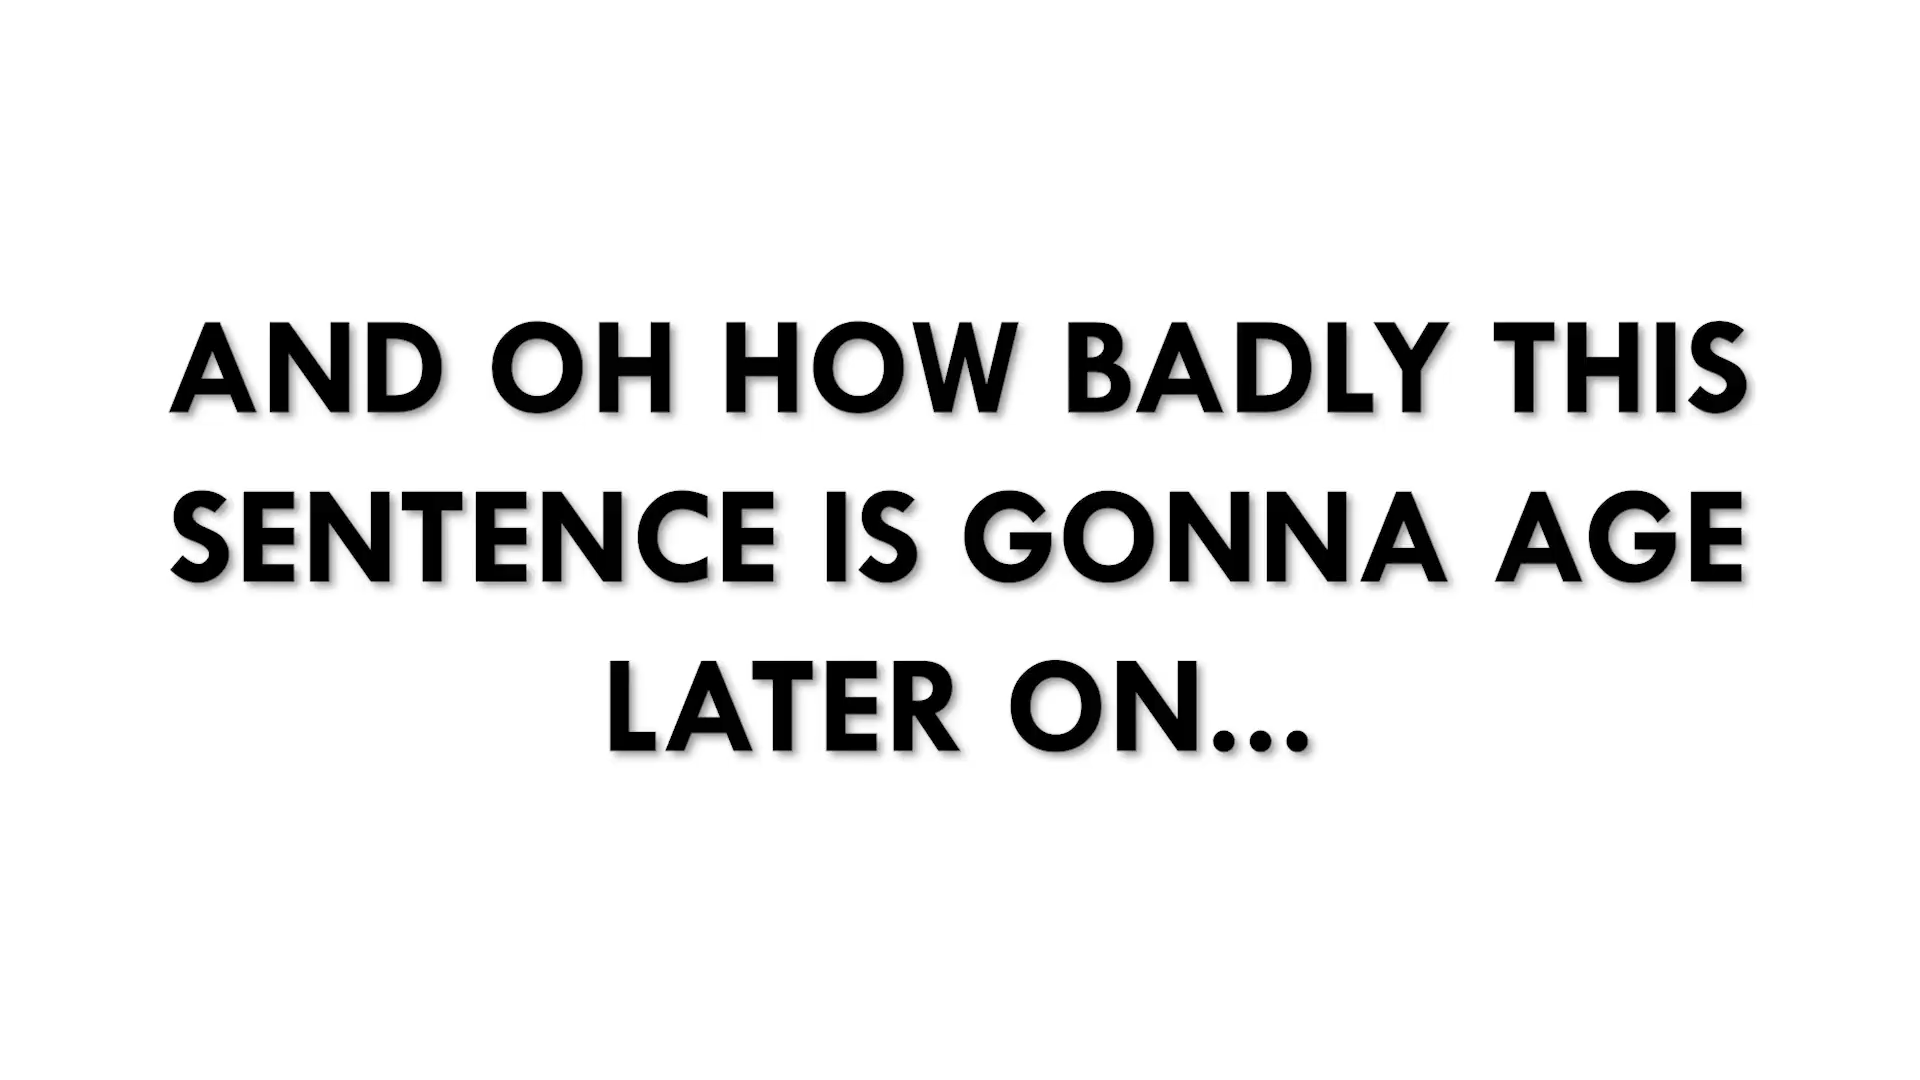 AND OH HOW BADLY THIS
SENTENCE IS GONNA AGE
LATER ON...